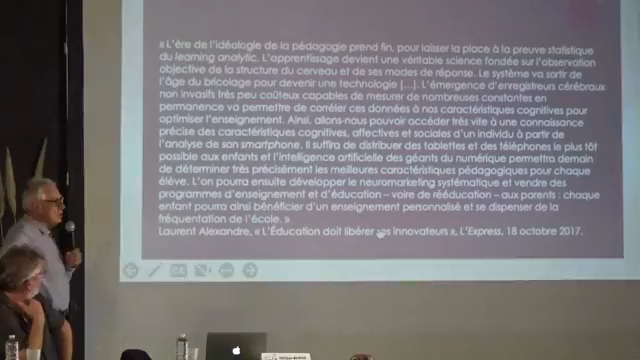 « L'ère de l'idéologie de la pédagogie prend fin, pour laisser la place à la preuve statistique
du learning analytic. L'apprentissage devient une véritable science fondée sur l'observation
objective de la structure du cerveau et de ses modes de réponse. Le système va sortir de
l'âge du bricolage pour devenir une technologie [...]. L'émergence d'enregistreurs cérébraux
non invasifs très peu coûteux capables de mesurer de nombreuses constantes en
permanence va permettre de corréler ces données à nos caractéristiques cognitives pour
optimiser l'enseignement. Ainsi, allons-nous pouvoir accéder très vite à une connaissance
précise des caractéristiques cognitives, affectives et sociales d'un individu à partir de
l'analyse de son smartphone. Il suffira de distribuer des tablettes et des téléphones le plus tôt
possible aux enfants et l'intelligence artificielle des géants du numérique permettra demain
de déterminer très précisément les meilleures caractéristiques pédagogiques pour chaque
élève. L'on pourra ensuite développer le neuromarketing systématique et vendre des
programmes d'enseignement et d'éducation – voire de rééducation – aux parents : chaque
enfant pourra ainsi bénéficier d'un enseignement personnalisé et se dispenser de la
fréquentation de l'école. »
Laurent Alexandre, « L'Éducation doit libérer ses innovateurs », L'Express, 18 octobre 2017.